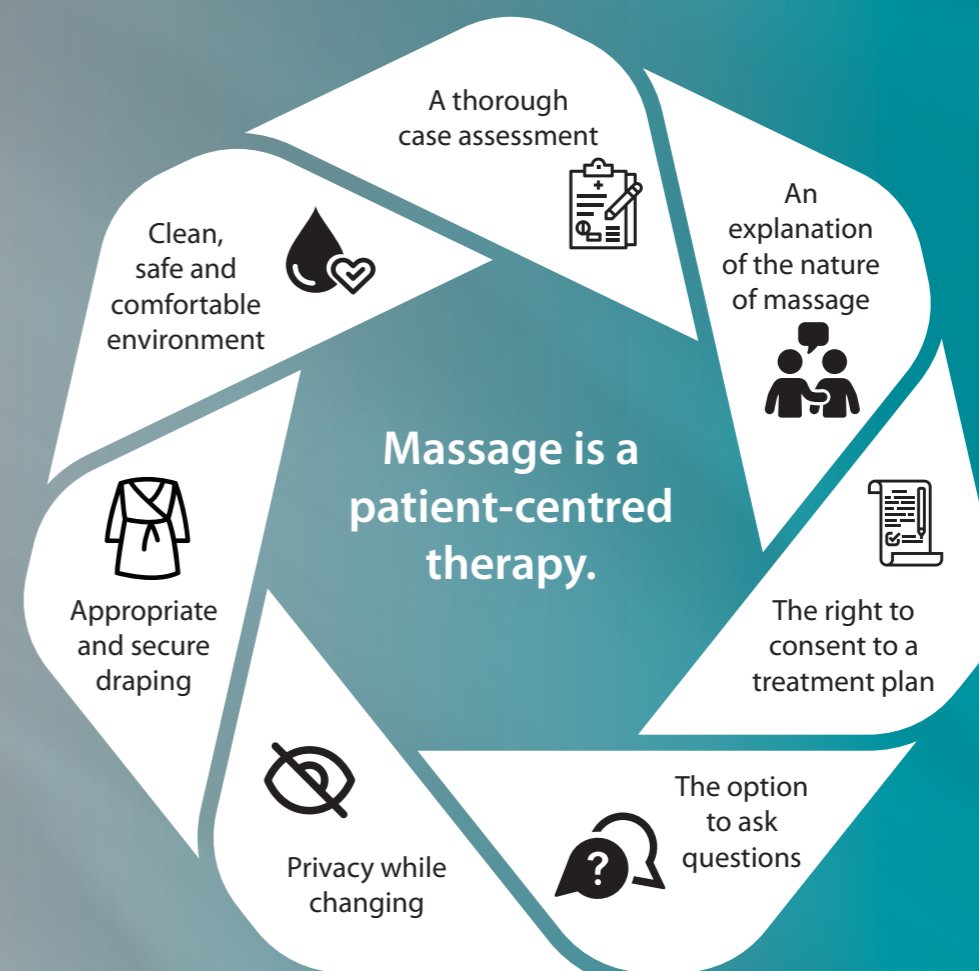 A thorough
case assessment
An
explanation
of the nature
of massage
The right to
consent to a
treatment plan
The option
to ask
questions
?
Privacy while
changing
Appropriate
and secure
draping
Clean,
safe and
comfortable
environment
Massage is a
patient-centred
therapy.